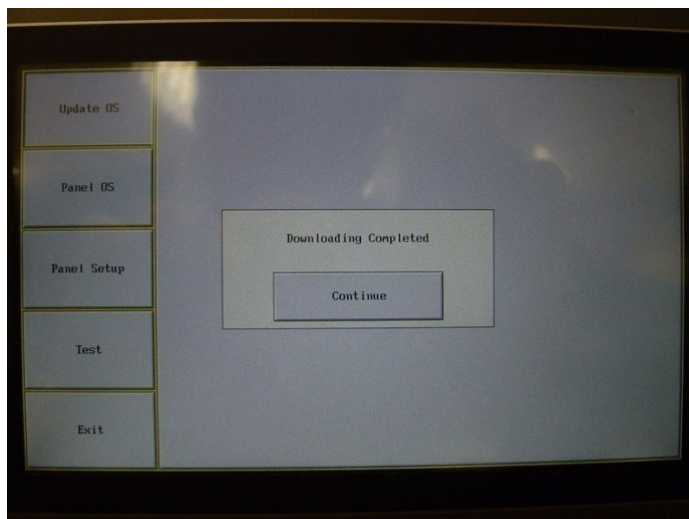 Update OS
Panel OS
Panel Setup
Test
Exit
Downloading Completed
Continue